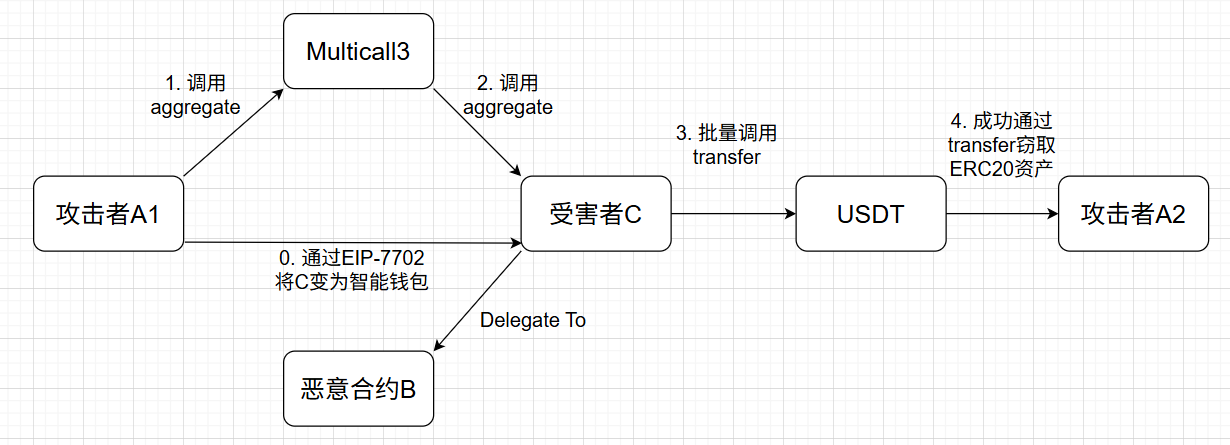 Multicall3
1. 调用
aggregate
2. 调用
aggregate
3. 批量调用
transfer
4. 成功通过
transfer窃取
ERC20资产
攻击者A1
受害者C
USDT
攻击者A2
0. 通过EIP-7702
将C变为智能钱包
Delegate To
恶意合约B